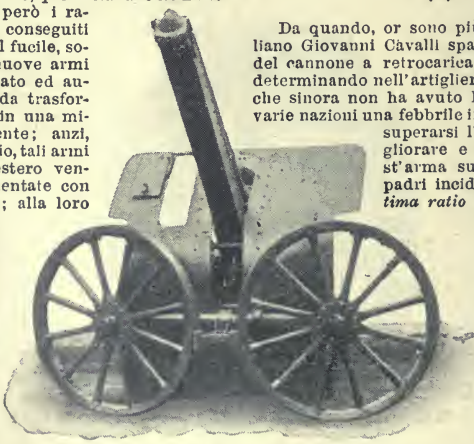 però i ra-
conseguiti
l fucile, so-
nuove armi
ato ed au-
da trasfor-
in una mi-
ente; anzi,
io, tali armi
estero ven-
entate con
; alla loro
Da quando, or sono più
liano Giovanni Cavalli spa
del cannone a retrocarica
determinando nell'artiglier
che sinora non ha avuto l
varie nazioni una febbrile i
superarsi l
gliorare e
st'arma su
padri incid
tima ratio